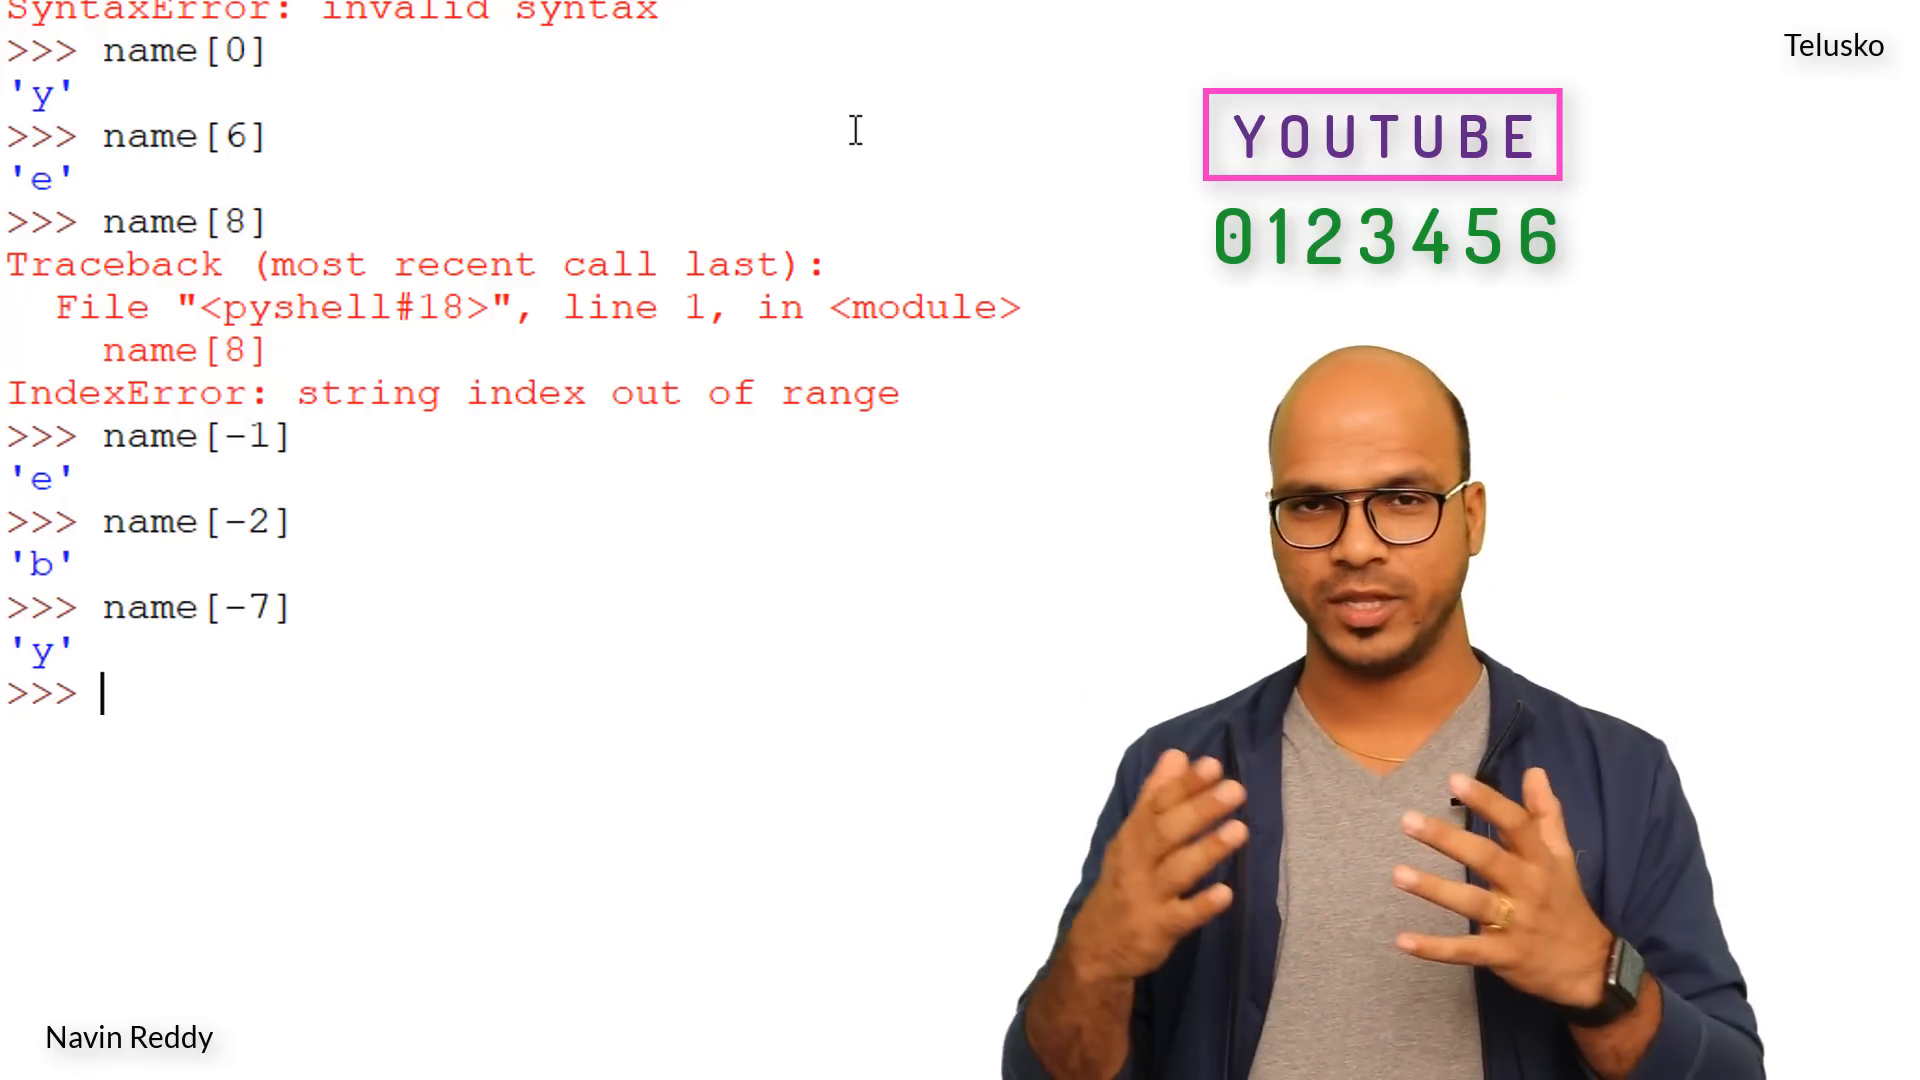 SyntaxError: invalid syntax
>>> name[0]
'y'
>>> name[6]
'e'
>>> name[8]
Traceback (most recent call last):
  File "<pyshell#18>", line 1, in <module>
    name[8]
IndexError: string index out of range
>>> name[-1]
'e'
>>> name[-2]
'b'
>>> name[-7]
'y'
>>>
Telusko
YOUTUBE
0123456
Navin Reddy